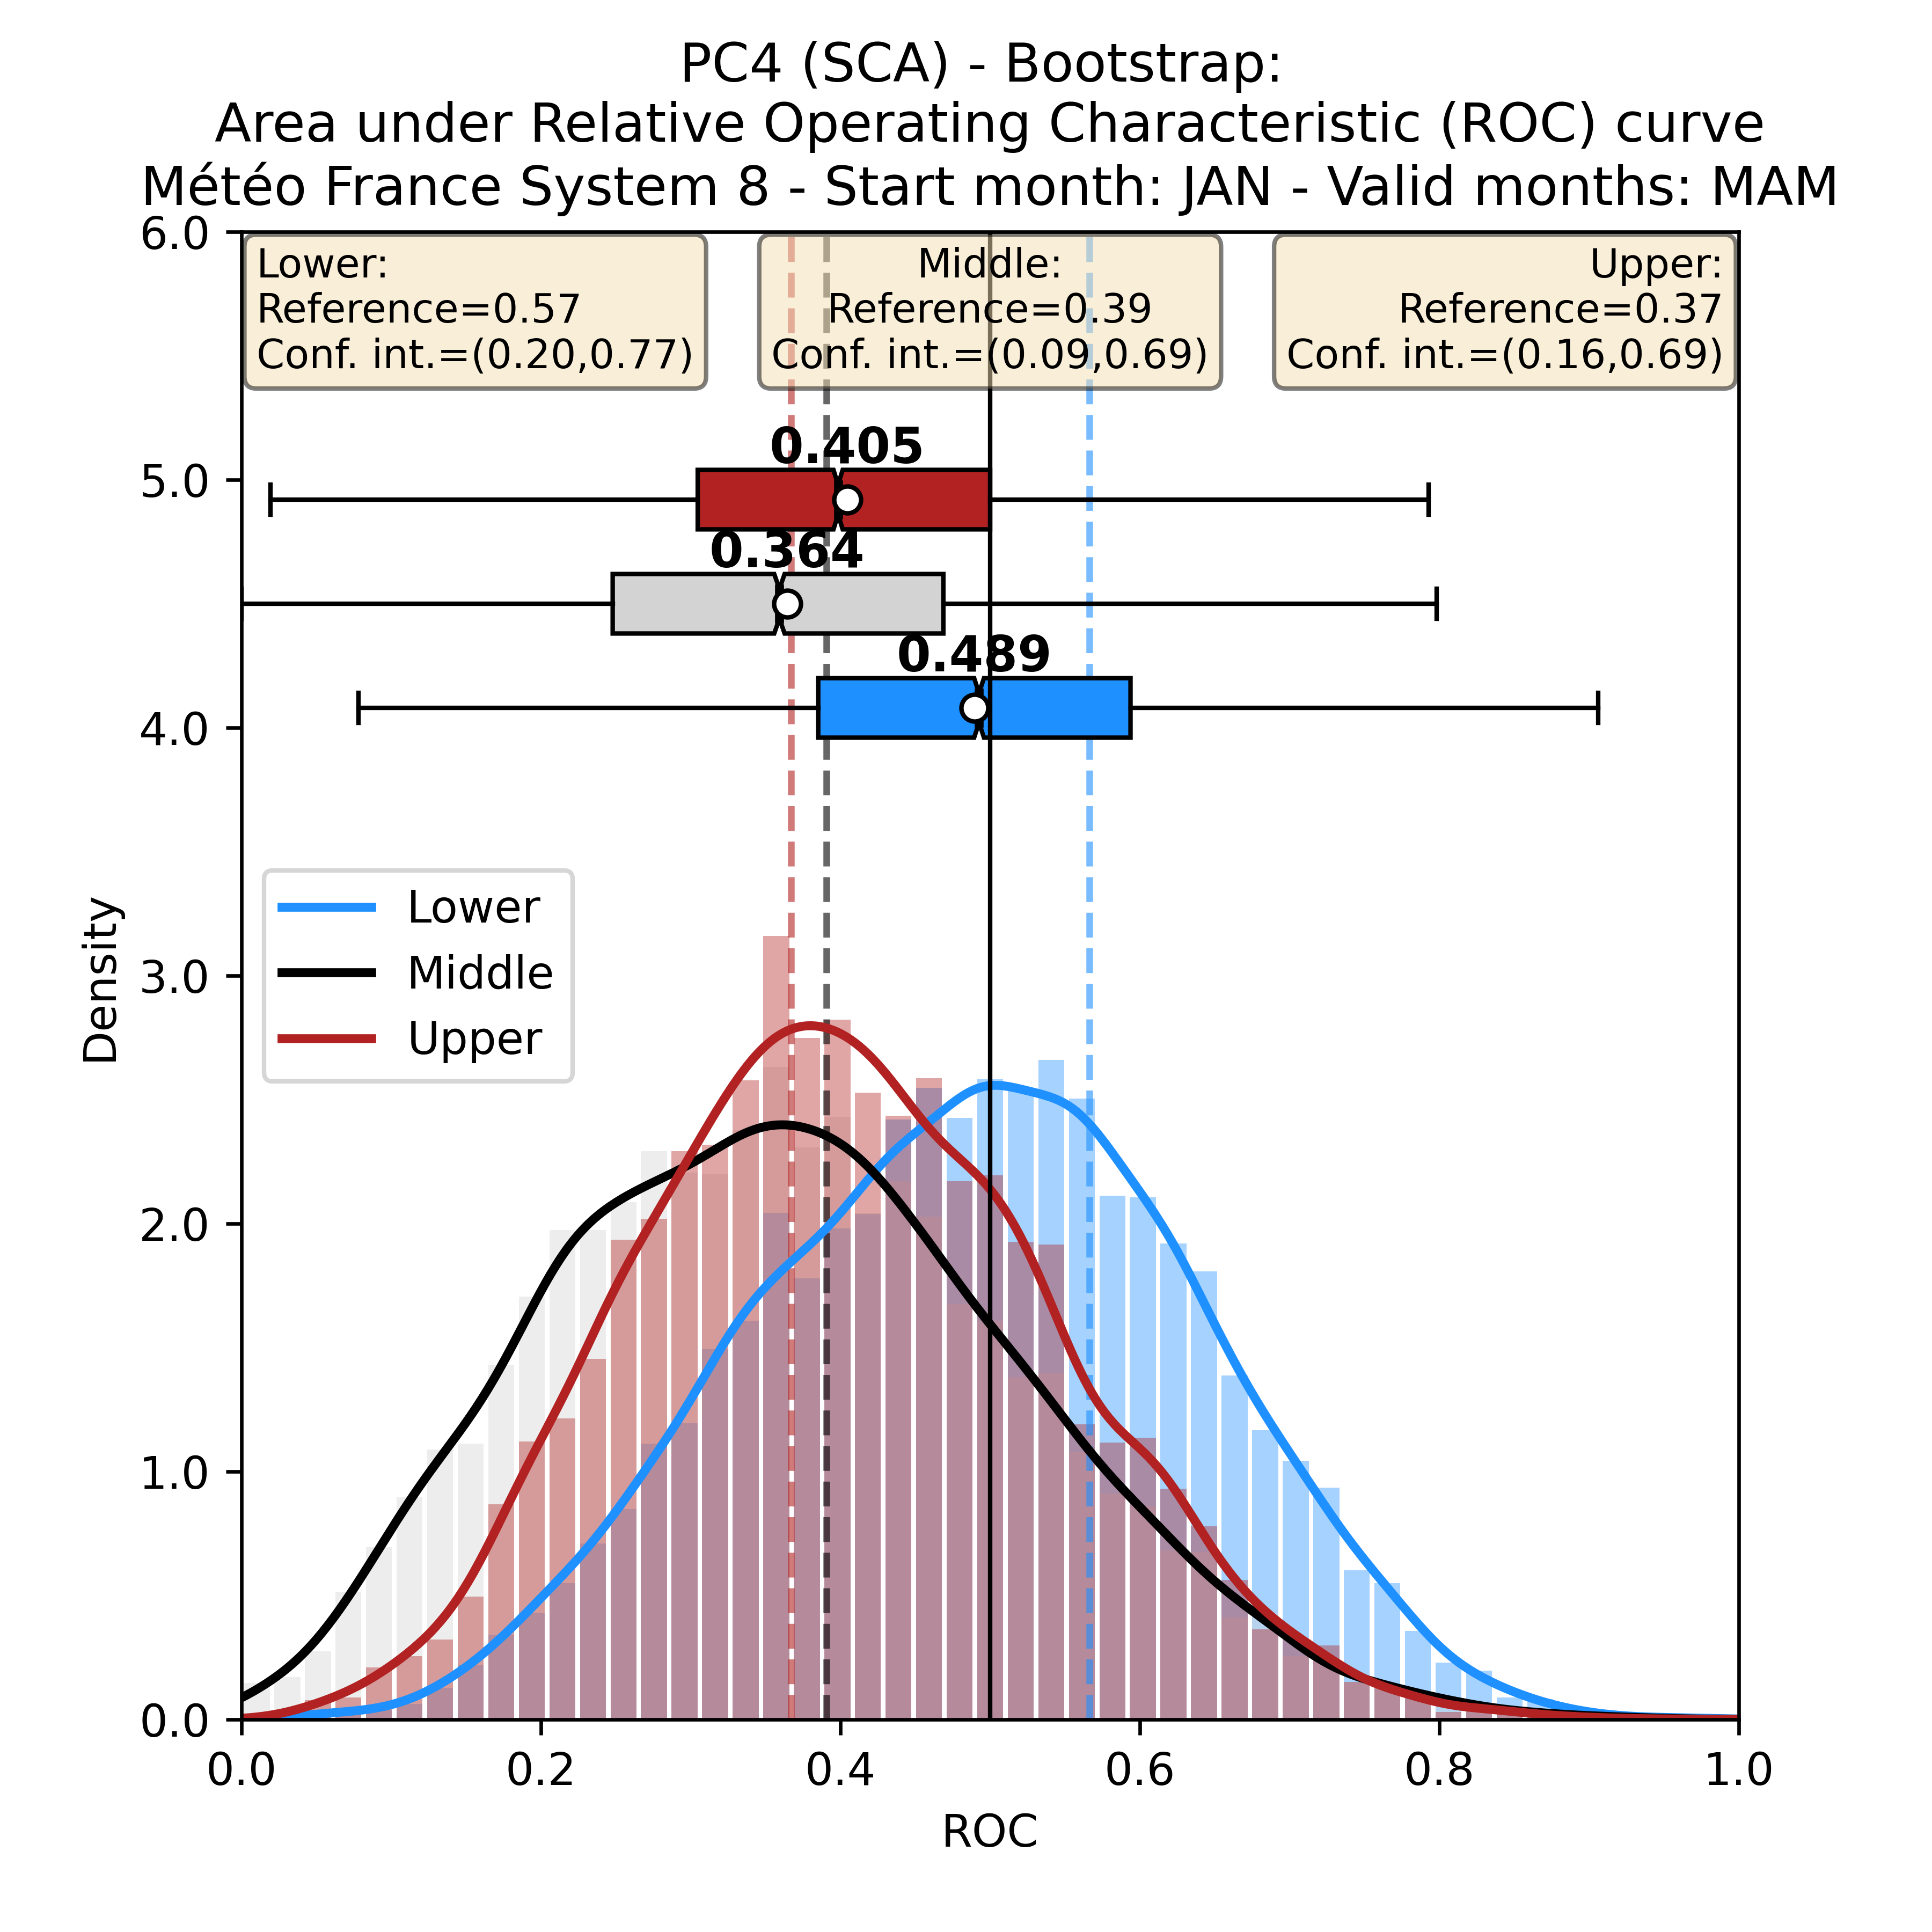 PC4 (SCA) - Bootstrap:
Area under Relative Operating Characteristic (ROC) curve
Météo France System 8 - Start month: JAN - Valid months: MAM
6.0
Lower:
Reference=0.57
Conf. int.=(0.20,0.77)
Middle:
Reference=0.39
Conf. int.=(0.09,0.69)
Upper:
Reference=0.37
Conf. int.=(0.16,0.69)
0.405
5.0
0.364
0.489
4.0
Lower
Middle
Upper
Density
3.0
2.0
1.0
0.0
0.0 0.2 0.4 0.6 0.8 1.0
ROC